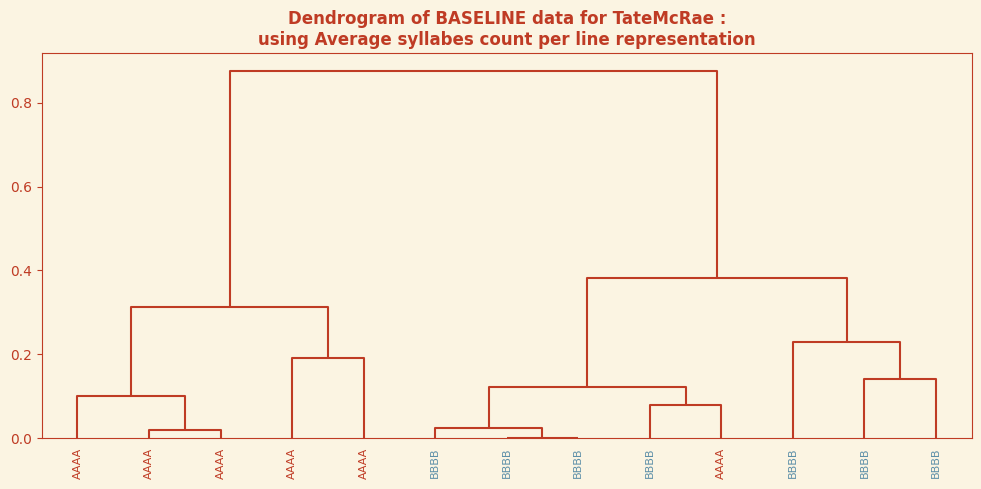 Dendrogram of BASELINE data for TateMcRae :
using Average syllabes count per line representation
0.8
0.6
0.4
0.2
0.0
AAAA AAAA AAAA AAAA AAAA BBBB BBBB BBBB BBBB AAAA BBBB BBBB BBBB